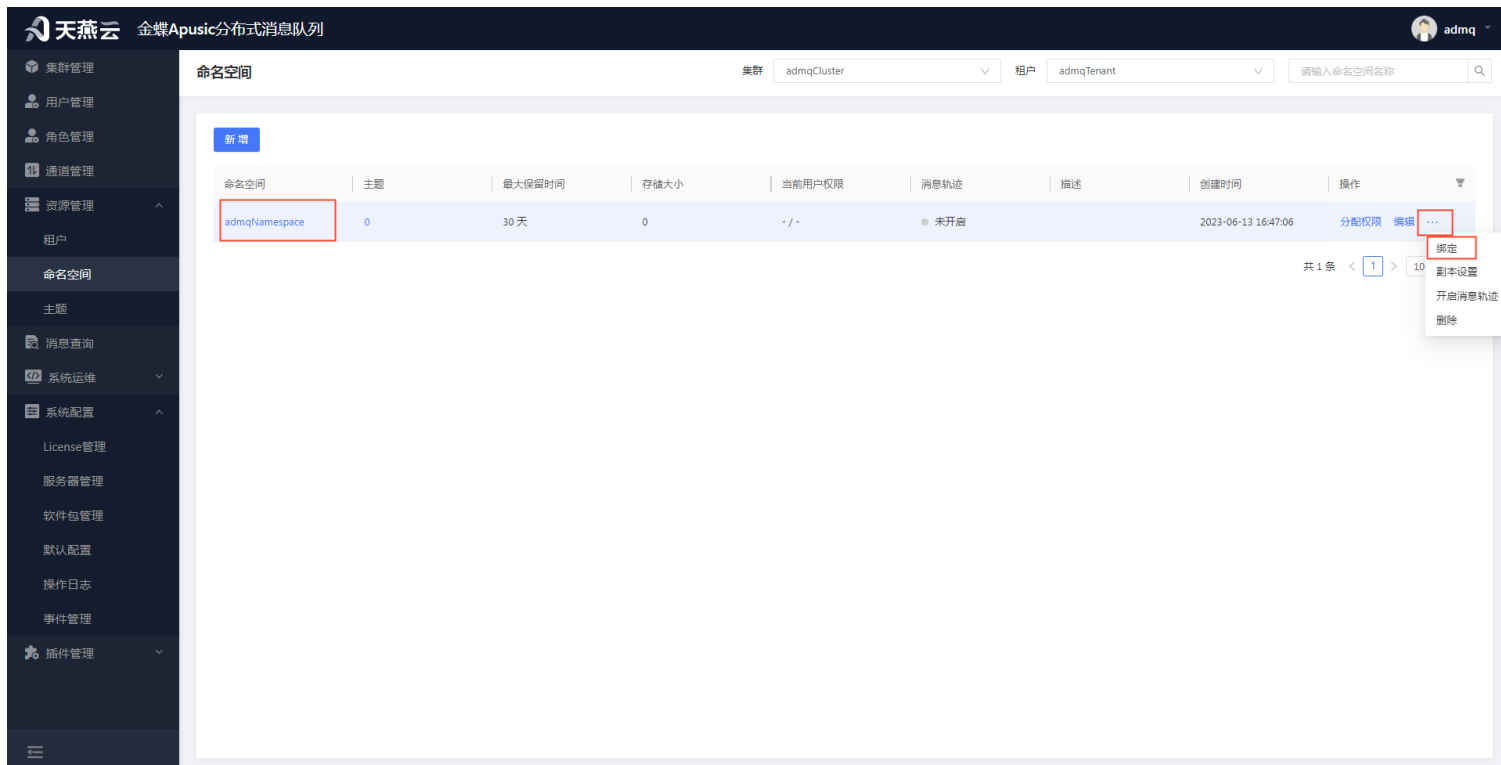 天燕云 金蝶Apusic分布式消息队列 admq
集群管理
用户管理
角色管理
通道管理
资源管理
租户
命名空间
主题
消息查询
系统运维
系统配置
License管理
服务器管理
软件包管理
默认配置
操作日志
事件管理
插件管理
命名空间 集群 admqCluster 租户 admqTenant 请输入命名空间名称
新增
命名空间 主题 最大保留时间 存储大小 当前用户权限 消息轨迹 描述 创建时间 操作
admqNamespace 0 30 天 0 - / - 未开启 2023-06-13 16:47:06 分配权限 编辑 ···
共 1 条 < 1 > 10
绑定
副本设置
开启消息轨迹
删除